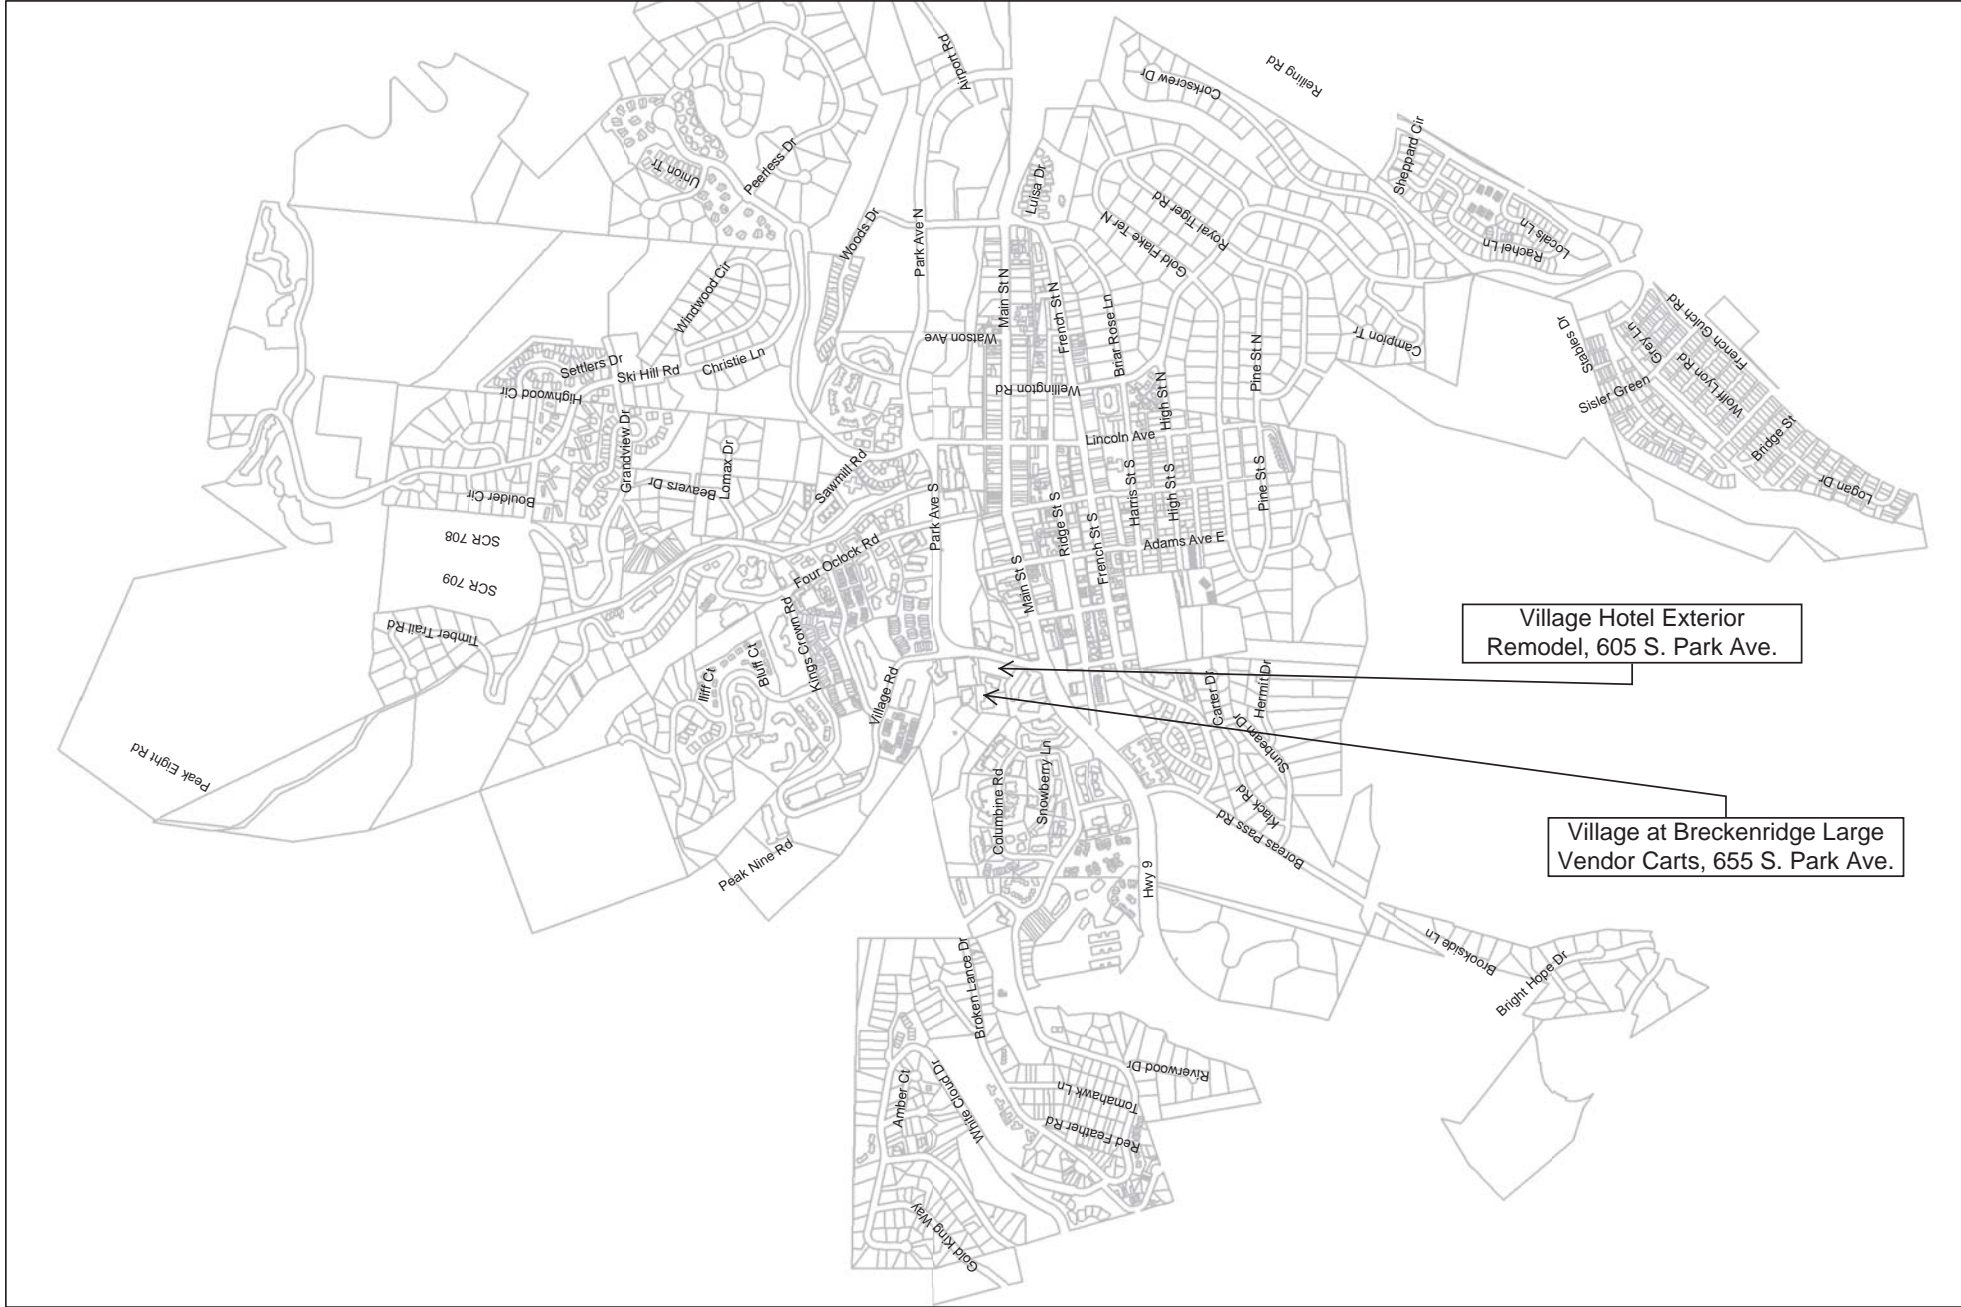 Airport Rd
Reiling Rd
Corkscrew Dr
Sheppard Cir
Union Tr
Peerless Dr
Luisa Dr
Woods Dr
Park Ave N
Royal Tiger Rd
Gold Flake Ter N
Locals Ln
Rachel Ln
Windwood Cir
Main St N
French St N
Briar Rose Ln
Watson Ave
Pine St N
Campion Tr
Stables Dr
Grey Ln
French Gulch Rd
Settlers Dr
Ski Hill Rd
Christie Ln
Highwood Cir
Wellington Rd
High St N
Sisler Green
Wolff Lyon Rd
Grandview Dr
Lincoln Ave
Bridge St
Lomax Dr
Beavers Dr
Sawmill Rd
Boulder Cir
Logan Dr
Park Ave S
Ridge St S
French St S
Harris St S
High St S
Pine St S
SCR 708
Four Oclock Rd
Adams Ave E
SCR 709
Main St S
Timber Trail Rd
Kings Crown Rd
Village Hotel Exterior
Remodel, 605 S. Park Ave.
Iliff Ct
Bluff Ct
Village Rd
Carter Dr
Hermit Dr
Sunbeam Dr
Peak Eight Rd
Columbine Rd
Snowberry Ln
Klack Rd
Boreas Pass Rd
Village at Breckenridge Large
Vendor Carts, 655 S. Park Ave.
Peak Nine Rd
Hwy 9
Broken Lance Dr
Brookside Ln
Bright Hope Dr
Amber Ct
White Cloud Dr
Riverwood Dr
Tomahawk Ln
Red Feather Rd
Gold King Way